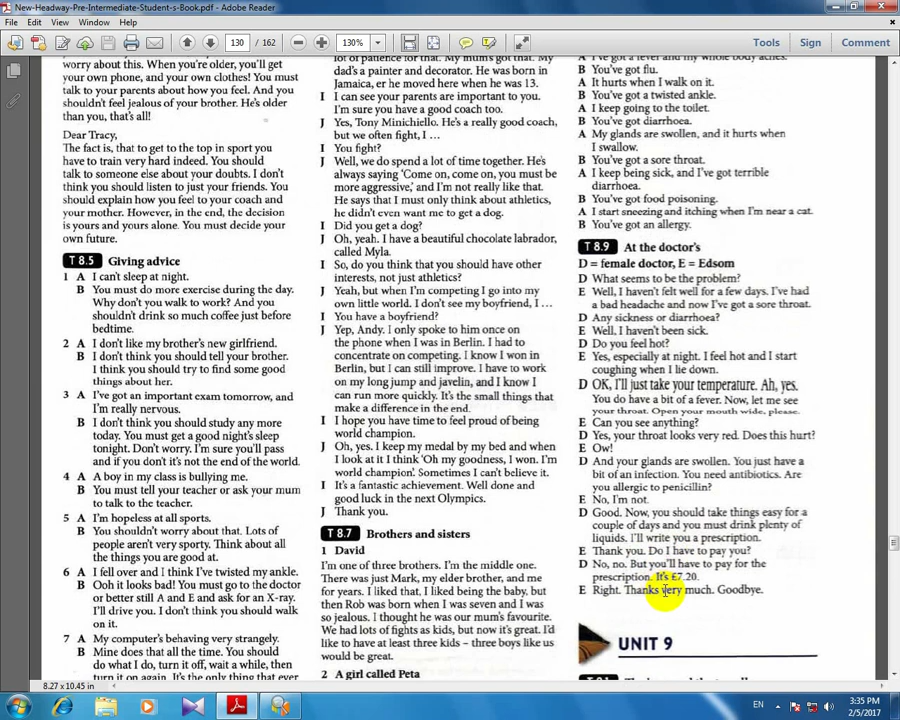 New-Headway-Pre-Intermediate-Student-s-Book.pdf - Adobe Reader
File Edit View Window Help
130 / 162 130% Tools Sign Comment
worry about this. When you're older, you'll get
your own phone, and your own clothes! You must
talk to your parents about how you feel. And you
shouldn't feel jealous of your brother. He's older
than you, that's all!
Dear Tracy,
The fact is, that to get to the top in sport you
have to train very hard indeed. You should
talk to someone else about your doubts. I don't
think you should listen to just your friends. You
should explain how you feel to your coach and
your mother. However, in the end, the decision
is yours and yours alone. You must decide your
own future.
T 8.5 Giving advice
1 A I can't sleep at night.
B You must do more exercise during the day.
Why don't you walk to work? And you
shouldn't drink so much coffee just before
bedtime.
2 A I don't like my brother's new girlfriend.
B I don't think you should tell your brother.
I think you should try to find some good
things about her.
3 A I've got an important exam tomorrow, and
I'm really nervous.
B I don't think you should study any more
today. You must get a good night's sleep
tonight. Don't worry. I'm sure you'll pass
and if you don't it's not the end of the world.
4 A A boy in my class is bullying me.
B You must tell your teacher or ask your mum
to talk to the teacher.
5 A I'm hopeless at all sports.
B You shouldn't worry about that. Lots of
people aren't very sporty. Think about all
the things you are good at.
6 A I fell over and I think I've twisted my ankle.
B Ooh it looks bad! You must go to the doctor
or better still A and E and ask for an X-ray.
I'll drive you. I don't think you should walk
on it.
7 A My computer's behaving very strangely.
B Mine does that all the time. You should
do what I do, turn it off, wait a while, then
turn it on again. It's the only thing that ever
lot of patience for that. My mum's got that. My
dad's a painter and decorator. He was born in
Jamaica, er he moved here when he was 13.
I I can see your parents are important to you.
I'm sure you have a good coach too.
J Yes, Tony Minichiello. He's a really good coach,
but we often fight, I …
I You fight?
J Well, we do spend a lot of time together. He's
always saying 'Come on, come on, you must be
more aggressive,' and I'm not really like that.
He says that I must only think about athletics,
he didn't even want me to get a dog.
I Did you get a dog?
J Oh, yeah. I have a beautiful chocolate labrador,
called Myla.
I So, do you think that you should have other
interests, not just athletics?
J Yeah, but when I'm competing I go into my
own little world. I don't see my boyfriend, I …
I You have a boyfriend?
J Yep, Andy. I only spoke to him once on
the phone when I was in Berlin. I had to
concentrate on competing. I know I won in
Berlin, but I can still improve. I have to work
on my long jump and javelin, and I know I
can run more quickly. It's the small things that
make a difference in the end.
I I hope you have time to feel proud of being
world champion.
J Oh, yes. I keep my medal by my bed and when
I look at it I think 'Oh my goodness, I won. I'm
world champion'. Sometimes I can't believe it.
I It's a fantastic achievement. Well done and
good luck in the next Olympics.
J Thank you.
T 8.7 Brothers and sisters
1 David
I'm one of three brothers. I'm the middle one.
There was just Mark, my elder brother, and me
for years. I liked that, I liked being the baby, but
then Rob was born when I was seven and I was
so jealous. I thought he was our mum's favourite.
We had lots of fights as kids, but now it's great. I'd
like to have at least three kids – three boys like us
would be great.
2 A girl called Peta
A I've got a fever and my whole body aches.
B You've got flu.
A It hurts when I walk on it.
B You've got a twisted ankle.
A I keep going to the toilet.
B You've got diarrhoea.
A My glands are swollen, and it hurts when
I swallow.
B You've got a sore throat.
A I keep being sick, and I've got terrible
diarrhoea.
B You've got food poisoning.
A I start sneezing and itching when I'm near a cat.
B You've got an allergy.
T 8.9 At the doctor's
D = female doctor, E = Edsom
D What seems to be the problem?
E Well, I haven't felt well for a few days. I've had
a bad headache and now I've got a sore throat.
D Any sickness or diarrhoea?
E Well, I haven't been sick.
D Do you feel hot?
E Yes, especially at night. I feel hot and I start
coughing when I lie down.
D OK, I'll just take your temperature. Ah, yes.
You do have a bit of a fever. Now, let me see
your throat. Open your mouth wide, please.
E Can you see anything?
D Yes, your throat looks very red. Does this hurt?
E Ow!
D And your glands are swollen. You just have a
bit of an infection. You need antibiotics. Are
you allergic to penicillin?
E No, I'm not.
D Good. Now, you should take things easy for a
couple of days and you must drink plenty of
liquids. I'll write you a prescription.
E Thank you. Do I have to pay you?
D No, no. But you'll have to pay for the
prescription. It's £7.20.
E Right. Thanks very much. Goodbye.
UNIT 9
8.27 x 10.45 in
EN
3:35 PM
2/5/2017